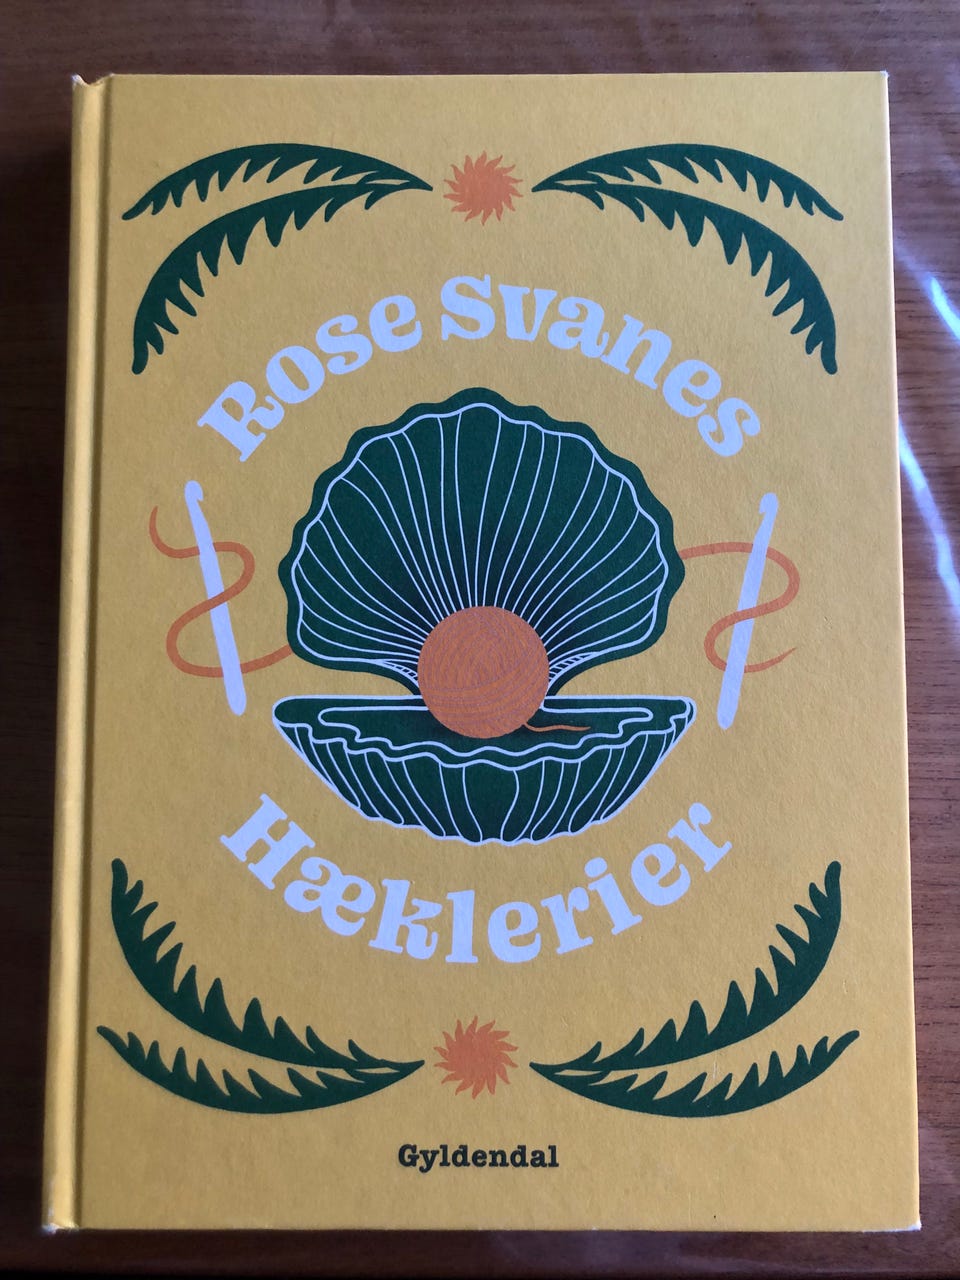 Rose Svanes
Hæklerier
Gyldendal